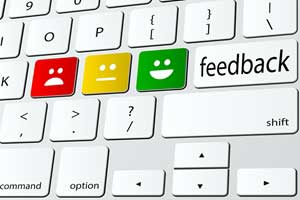 I O P { [ } ]
K feedback
< , > . ? /
shift
command option